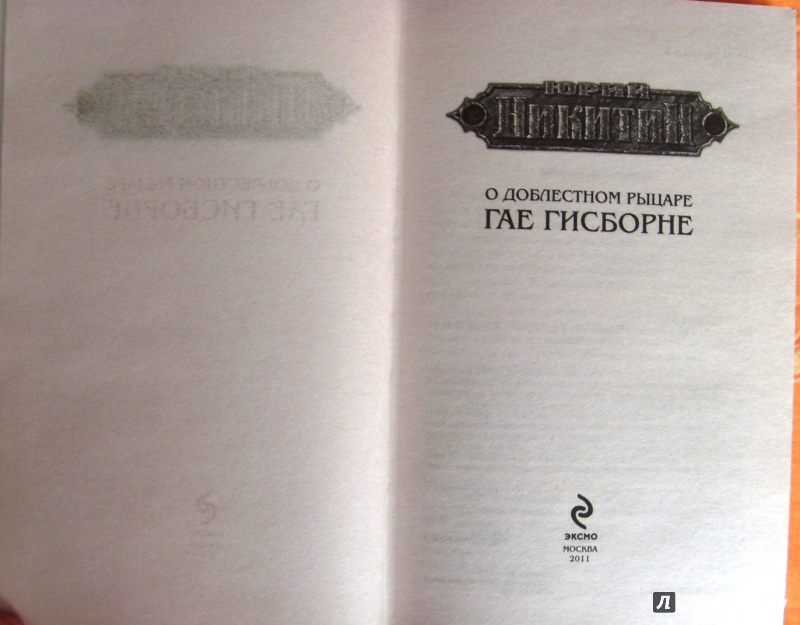 ЮРИЙ
НИКИТИН
О ДОБЛЕСТНОМ РЫЦАРЕ
ГАЕ ГИСБОРНЕ
ЭКСМО
МОСКВА
2011
Л